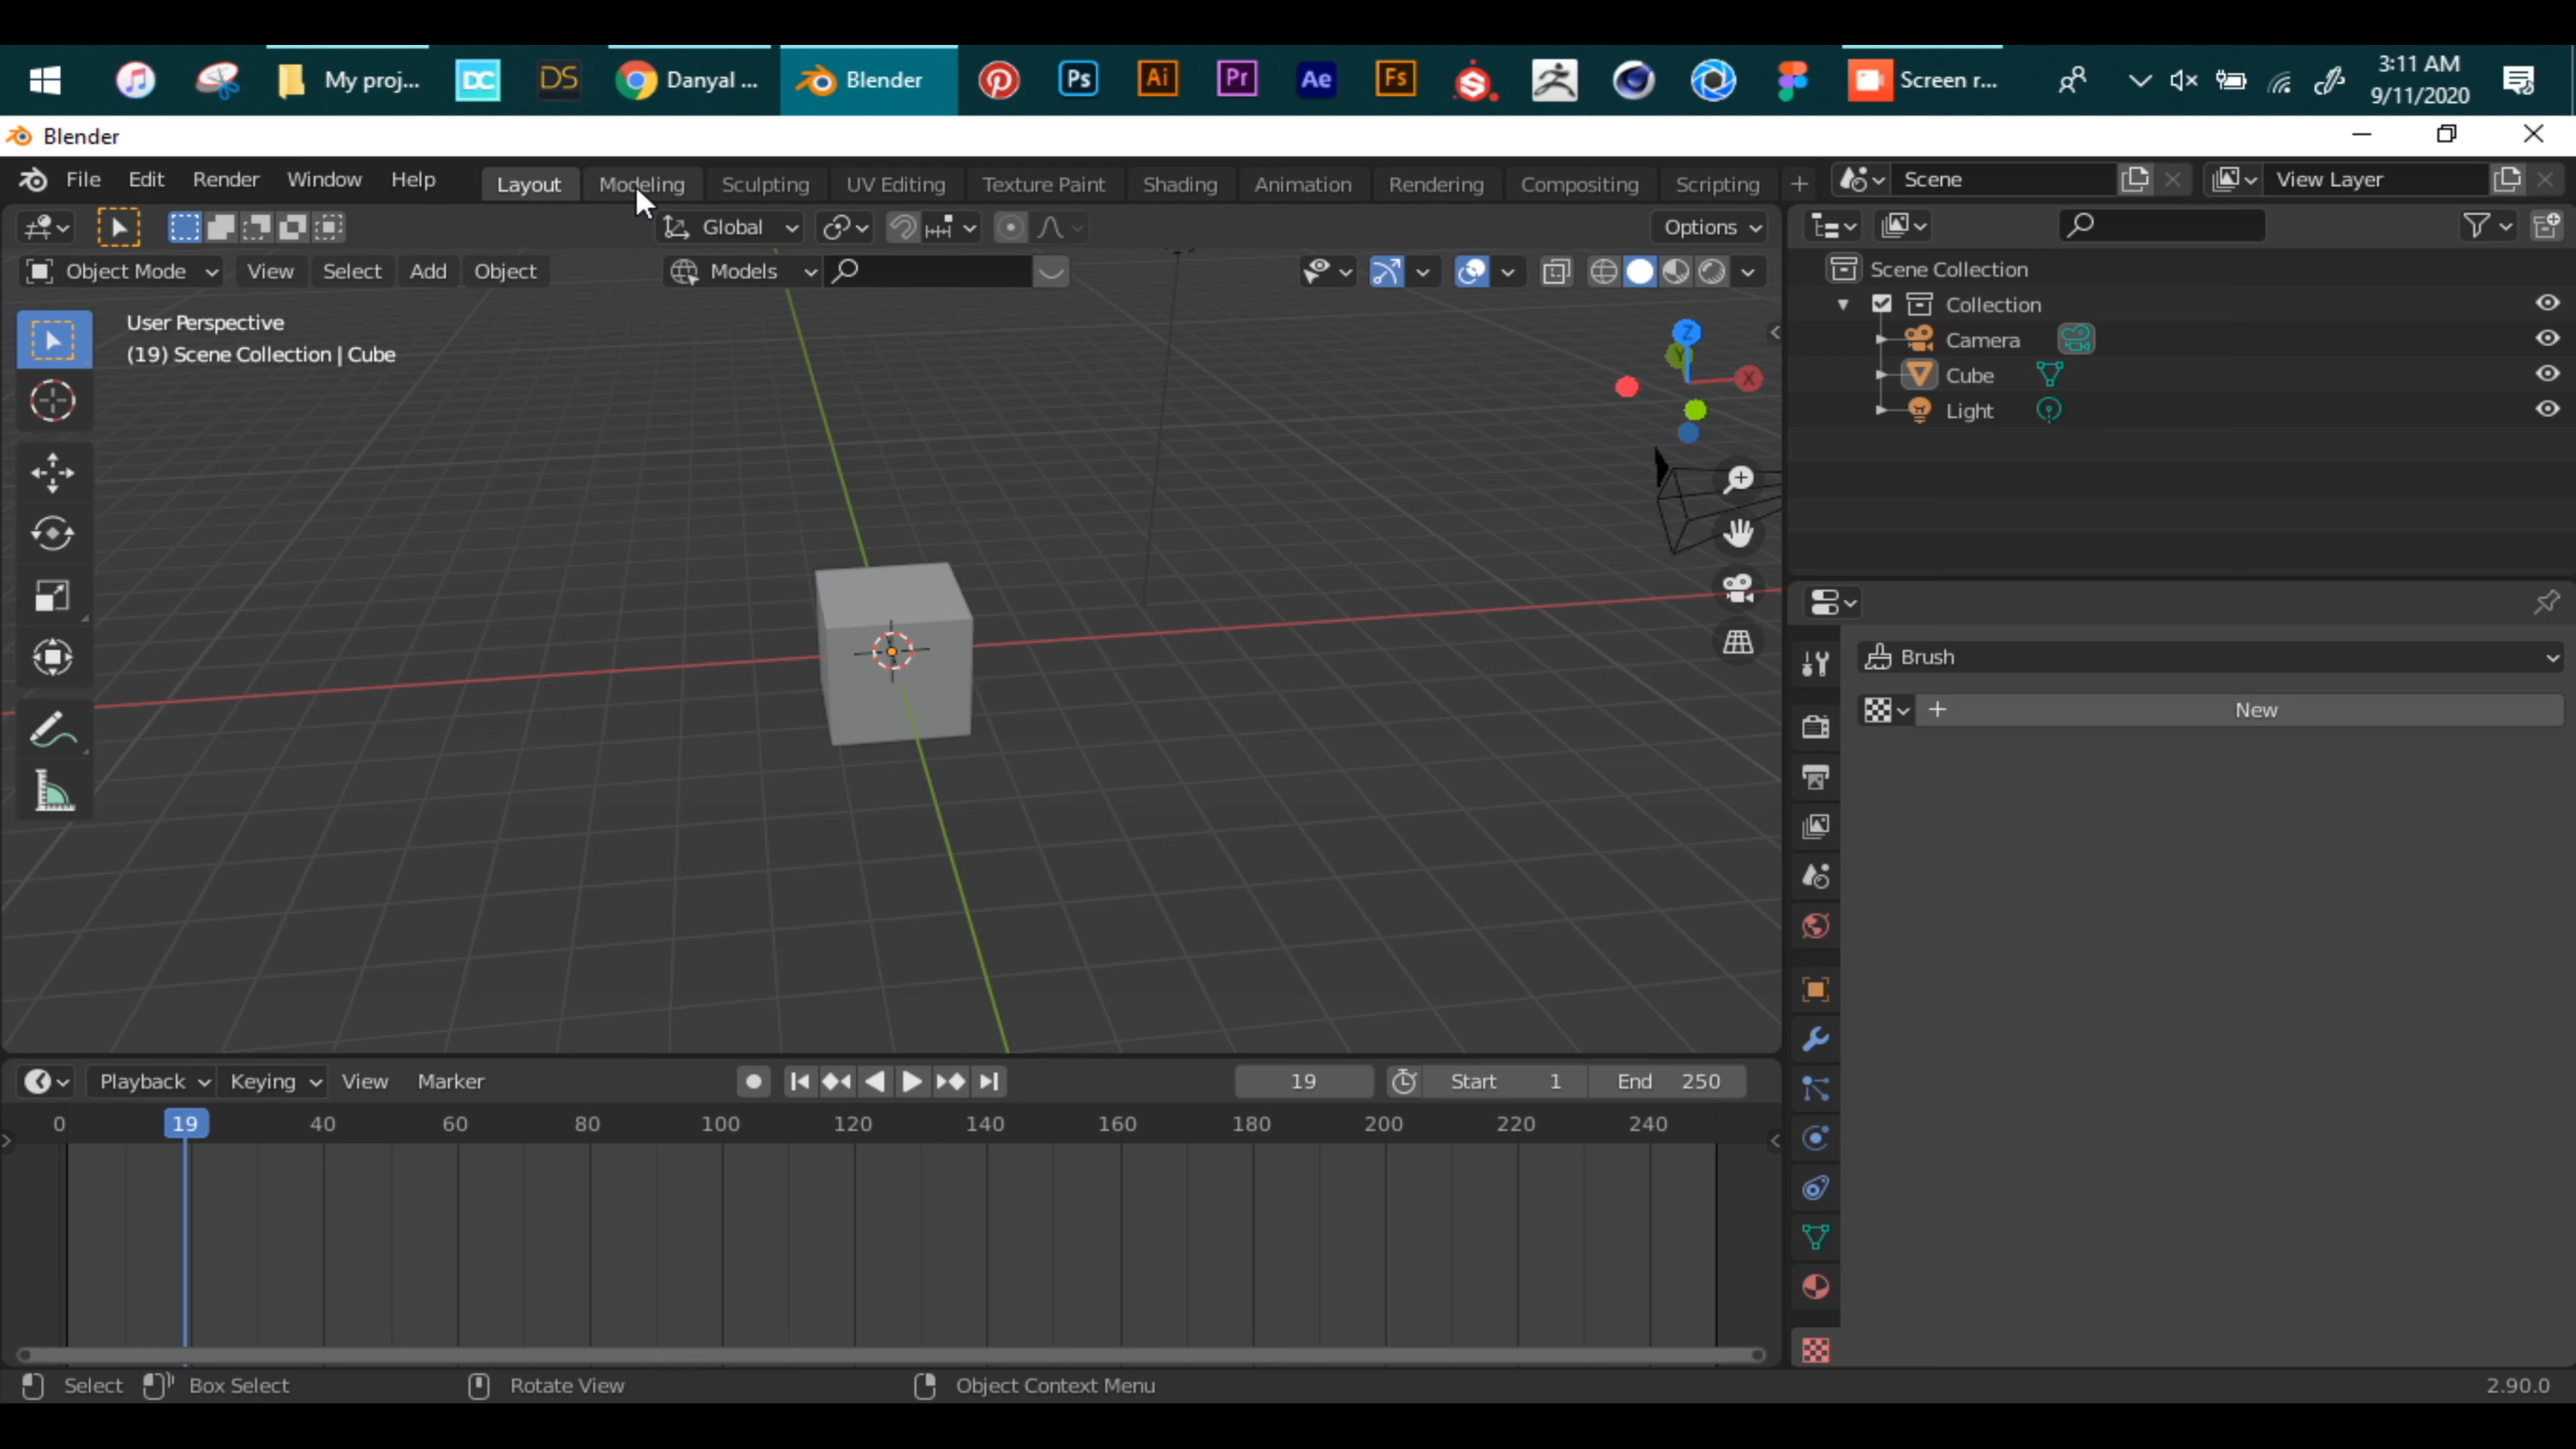 My proj...
DC
DS
Danyal ...
Blender
Ps
Ai
Pr
Ae
Fs
Screen r...
3:11 AM
9/11/2020
Blender
File Edit Render Window Help
Layout Modeling Sculpting UV Editing Texture Paint Shading Animation Rendering Compositing Scripting
Scene
View Layer
Global
Options
Object Mode View Select Add Object
Models
User Perspective
(19) Scene Collection | Cube
Z
Y
X
Scene Collection
Collection
Camera
Cube
Light
Brush
New
Playback Keying View Marker
19
Start 1
End 250
0 19 40 60 80 100 120 140 160 180 200 220 240
Select Box Select Rotate View Object Context Menu
2.90.0